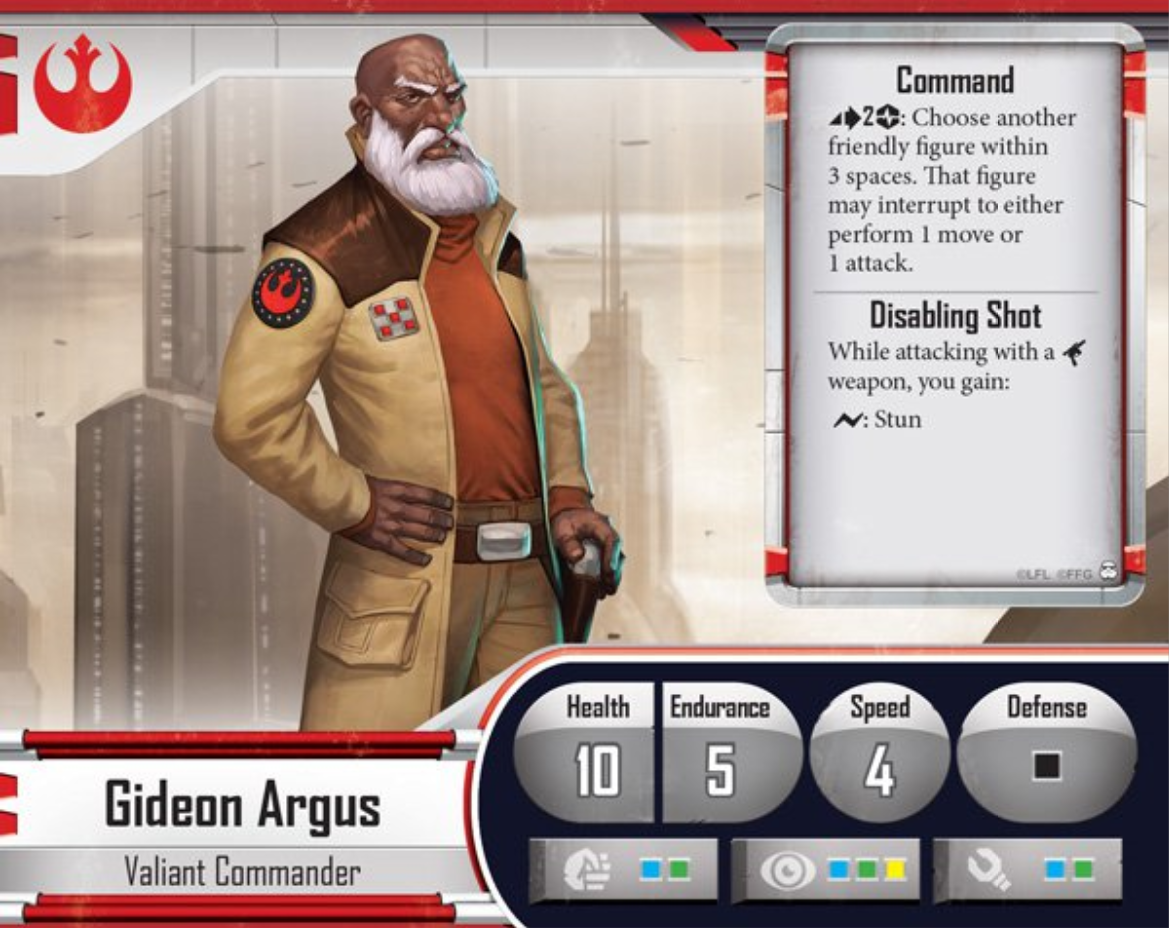 Command
2: Choose another
friendly figure within
3 spaces. That figure
may interrupt to either
perform 1 move or
1 attack.
Disabling Shot
While attacking with a
weapon, you gain:
: Stun
©LFL ©FFG
Health
Endurance
Speed
Defense
10
5
4
Gideon Argus
Valiant Commander